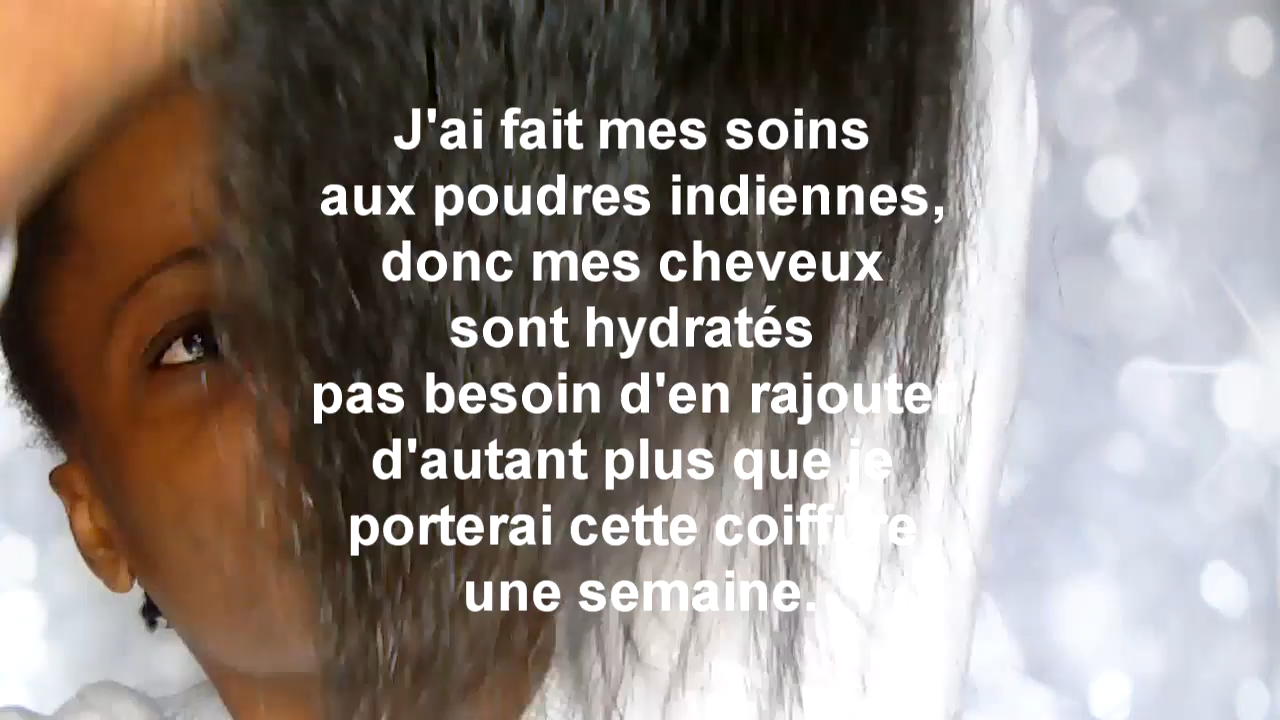 J'ai fait mes soins
aux poudres indiennes,
donc mes cheveux
sont hydratés
pas besoin d'en rajouter
d'autant plus que je
porterai cette coiffure
une semaine.